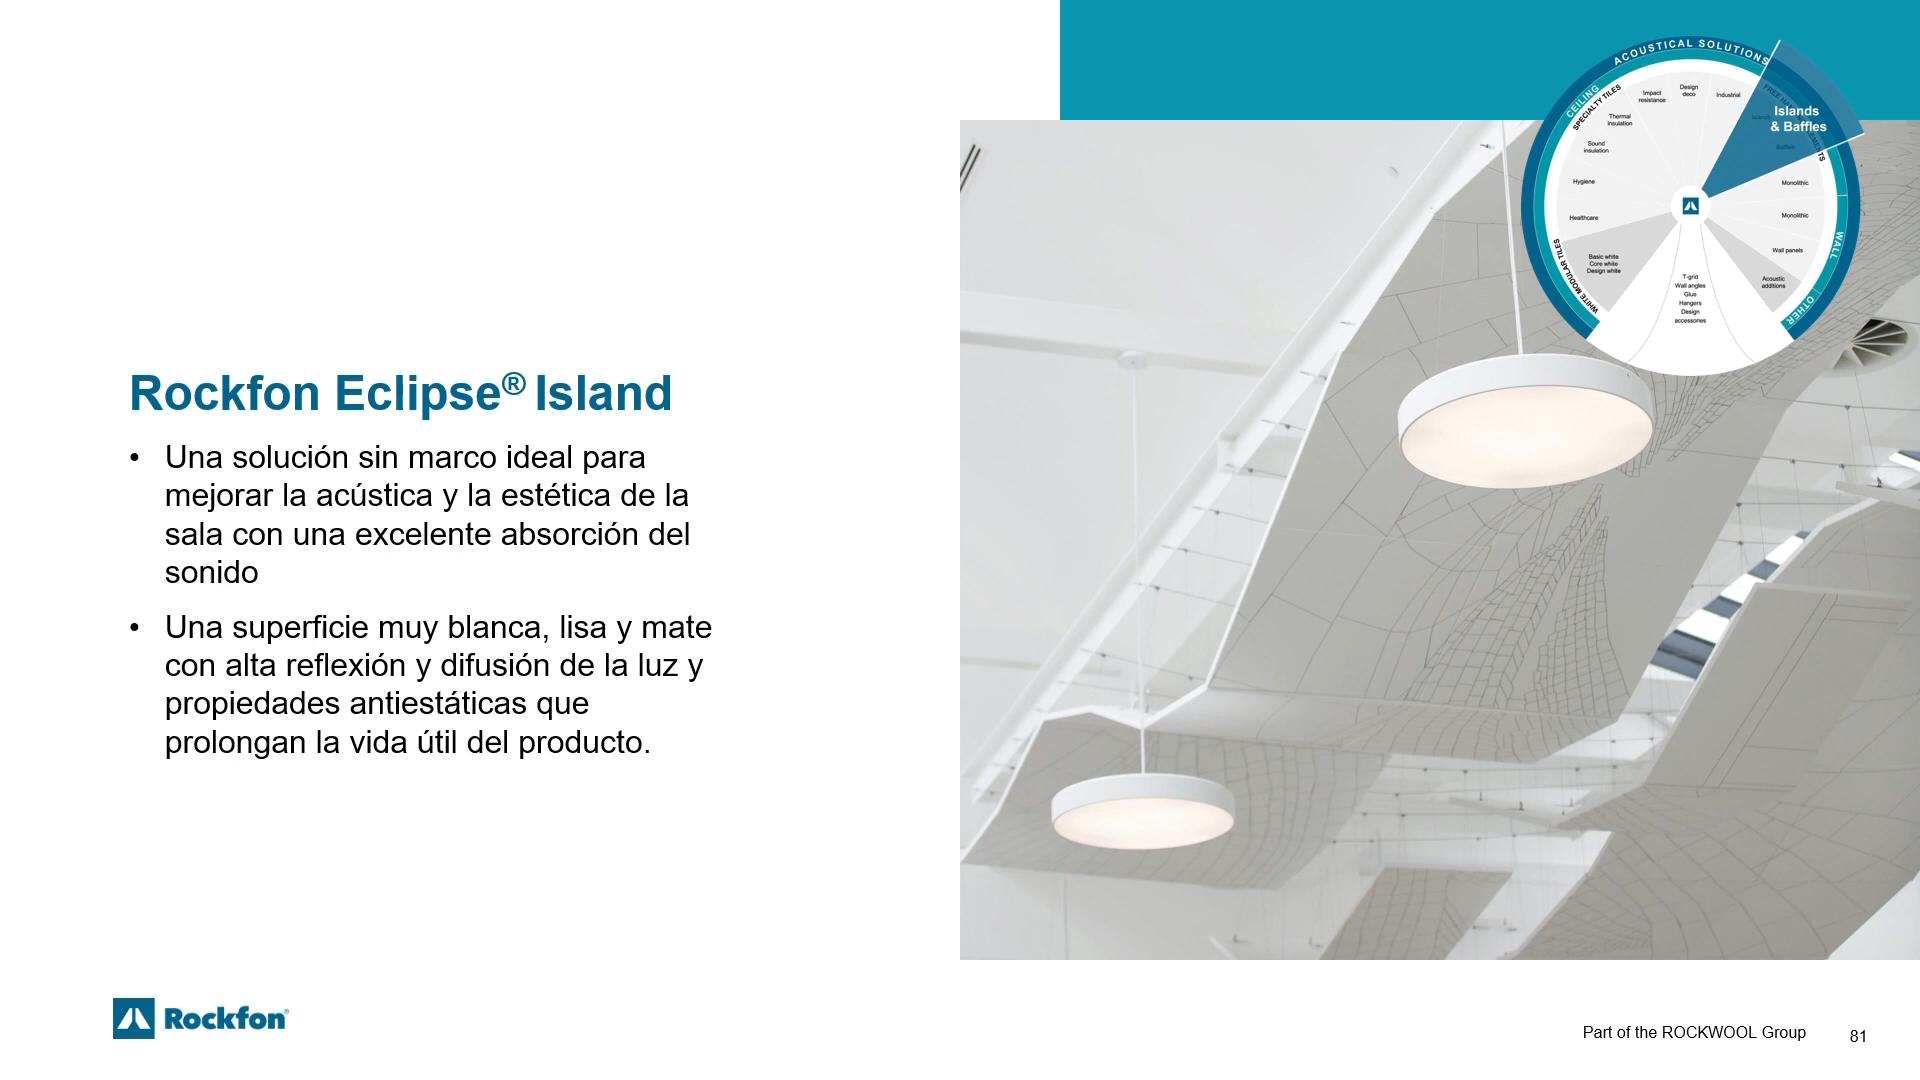 ACOUSTICAL SOLUTIONS
CEILING
SPECIALTY TILES
Impact
resistance
Design
deco
Industrial
Thermal
insulation
Sound
insulation
Hygiene
Healthcare
WHITE MODULAR TILES
Basic white
Core white
Design white
Islands
& Baffles
Baffles
Monolithic
Monolithic
WALL
Wall panels
Acoustic
additions
OTHER
T-grid
Wall angles
Glue
Hangers
Design
accessories
Rockfon Eclipse® Island
• Una solución sin marco ideal para
mejorar la acústica y la estética de la
sala con una excelente absorción del
sonido
• Una superficie muy blanca, lisa y mate
con alta reflexión y difusión de la luz y
propiedades antiestáticas que
prolongan la vida útil del producto.
Rockfon®
Part of the ROCKWOOL Group
81